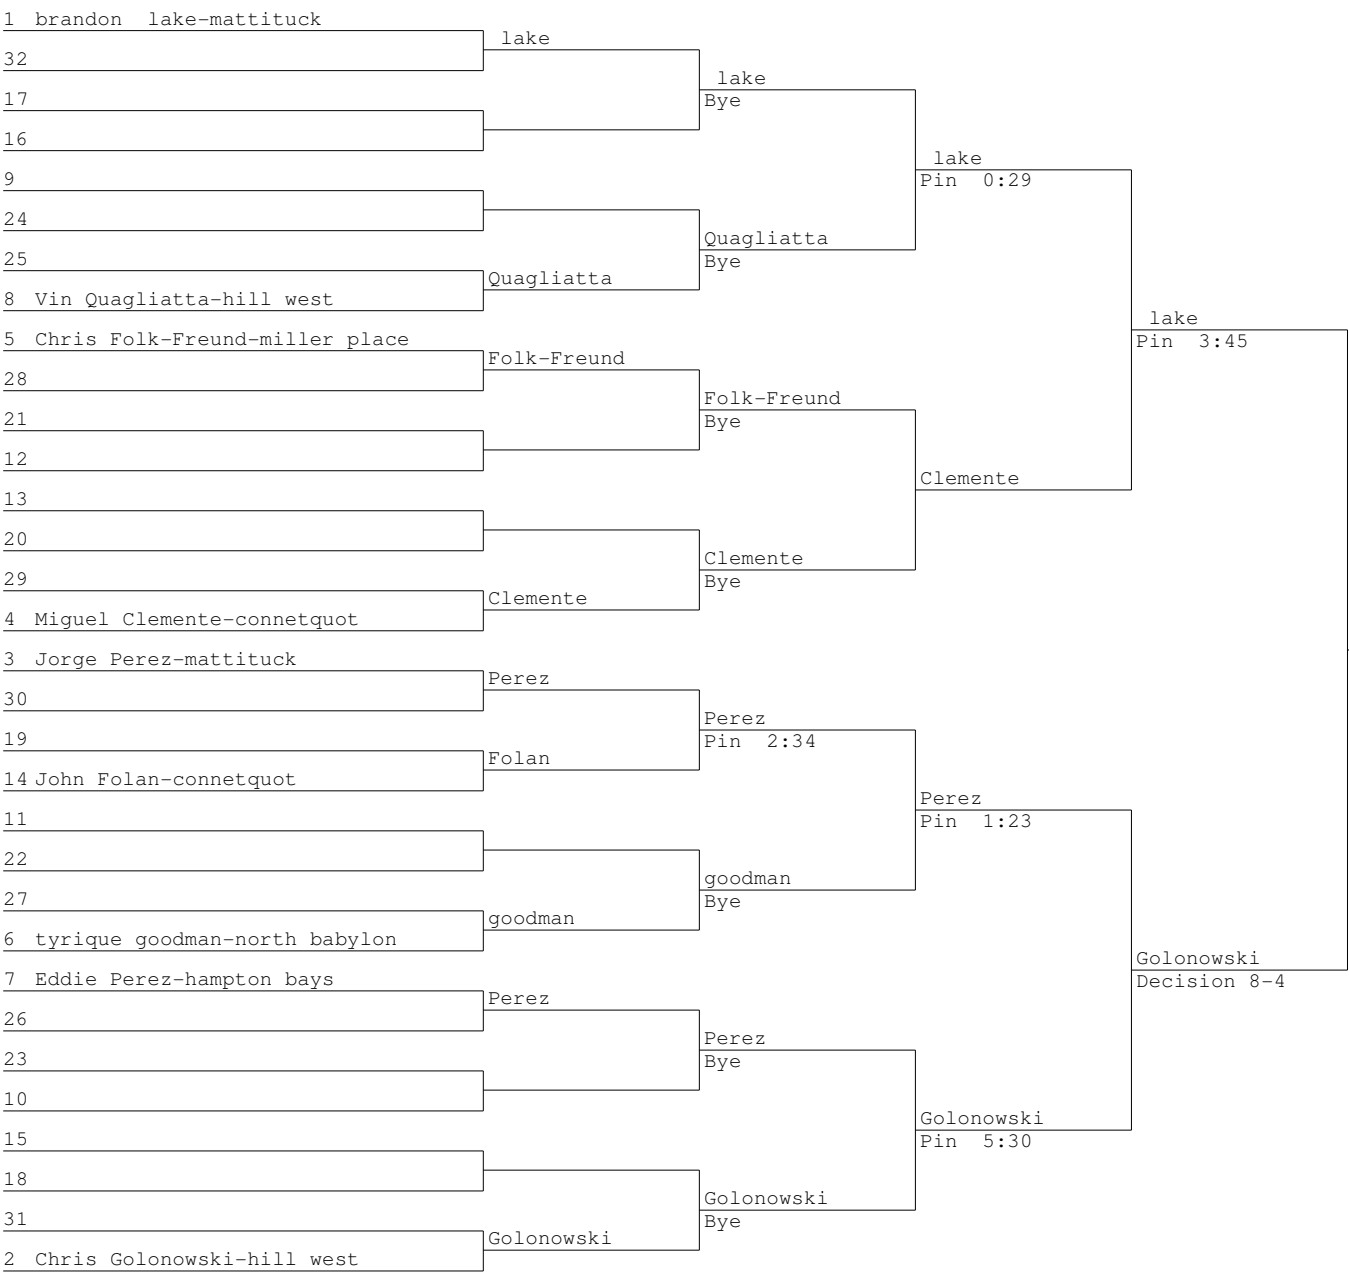 1 brandon  lake-mattituck
lake
32
lake
Bye
17
16
lake
Pin  0:29
9
24
Quagliatta
Bye
25
Quagliatta
8 Vin Quagliatta-hill west
lake
Pin  3:45
5 Chris Folk-Freund-miller place
Folk-Freund
28
Folk-Freund
Bye
21
12
Clemente
13
20
Clemente
Bye
29
Clemente
4 Miguel Clemente-connetquot
3 Jorge Perez-mattituck
Perez
30
Perez
Pin  2:34
19
Folan
14 John Folan-connetquot
Perez
Pin  1:23
11
22
goodman
Bye
27
goodman
6 tyrique goodman-north babylon
Golonowski
Decision 8-4
7 Eddie Perez-hampton bays
Perez
26
Perez
Bye
23
10
Golonowski
Pin  5:30
15
18
Golonowski
Bye
31
Golonowski
2 Chris Golonowski-hill west